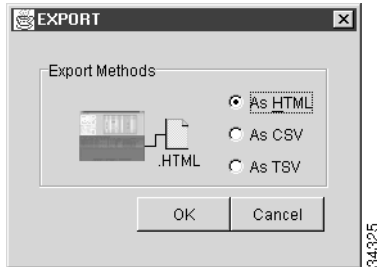 EXPORT
Export Methods
As HTML
As CSV
.HTML
As TSV
OK
Cancel
34325